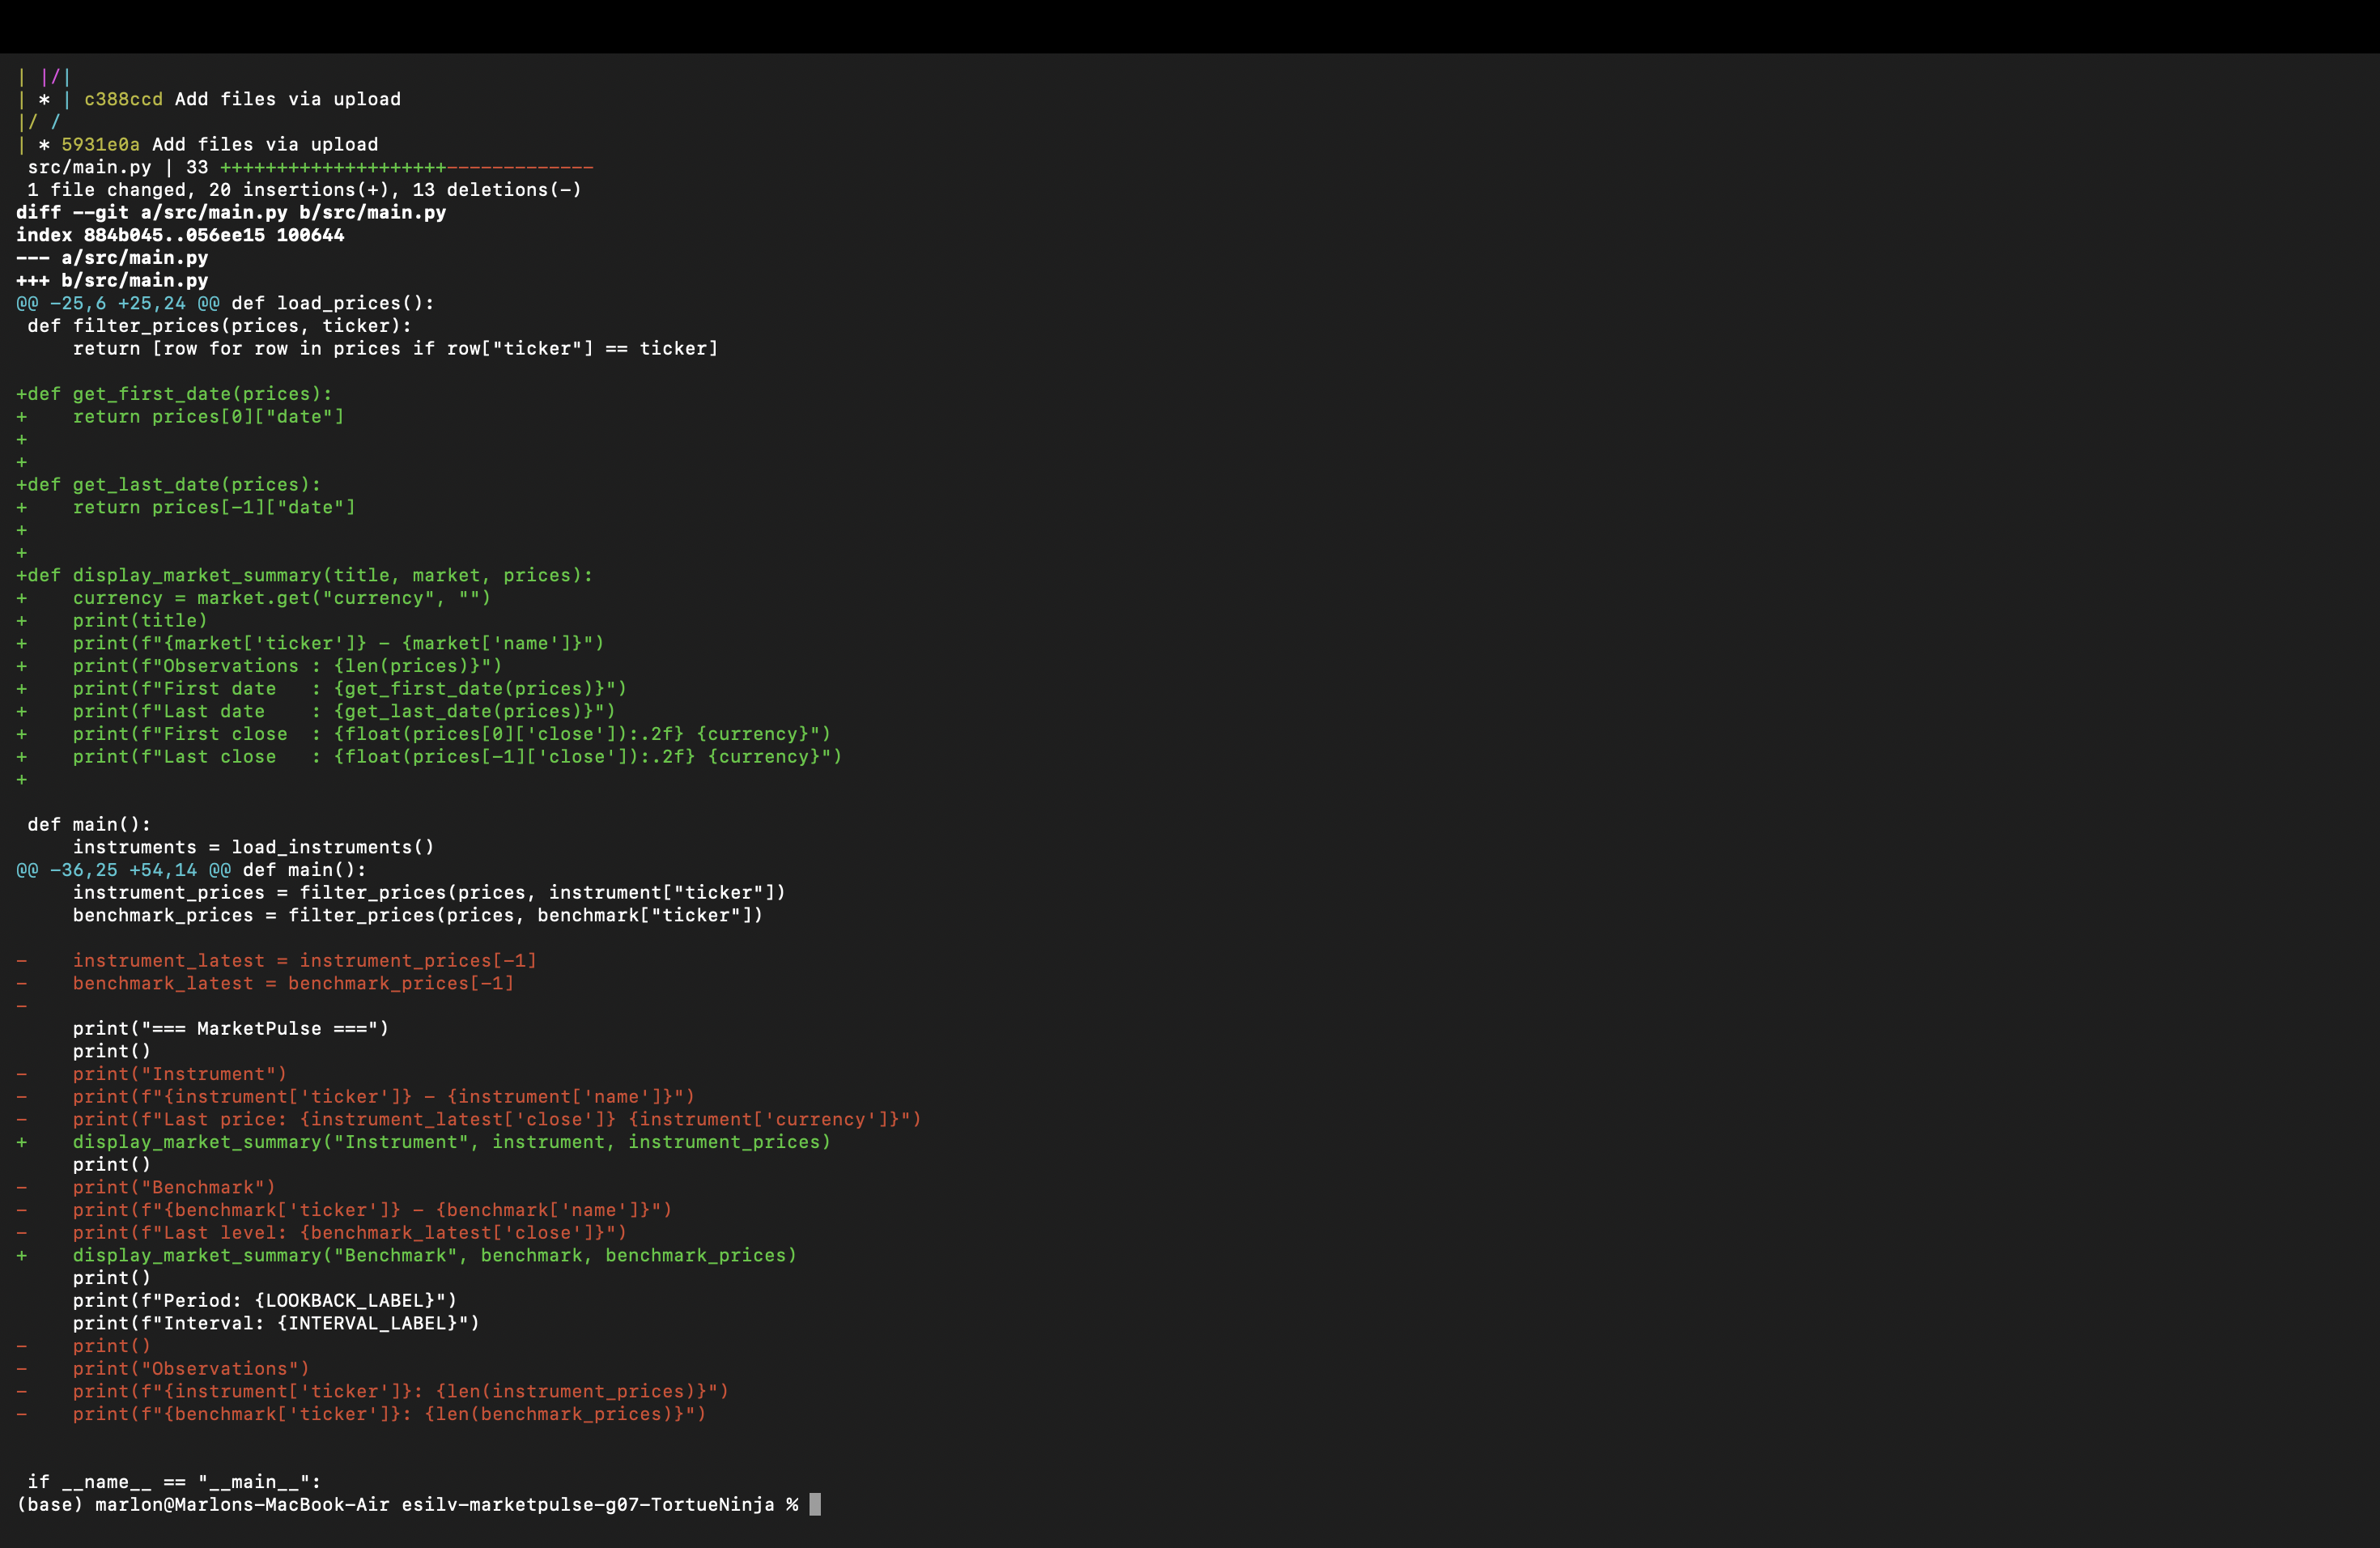 | |/|
| * | c388ccd Add files via upload
|/ /
| * 5931e0a Add files via upload
 src/main.py | 33 ++++++++++++++++++++-------------
 1 file changed, 20 insertions(+), 13 deletions(-)
diff --git a/src/main.py b/src/main.py
index 884b045..056ee15 100644
--- a/src/main.py
+++ b/src/main.py
@@ -25,6 +25,24 @@ def load_prices():
 def filter_prices(prices, ticker):
     return [row for row in prices if row["ticker"] == ticker]

+def get_first_date(prices):
+    return prices[0]["date"]
+
+
+def get_last_date(prices):
+    return prices[-1]["date"]
+
+
+def display_market_summary(title, market, prices):
+    currency = market.get("currency", "")
+    print(title)
+    print(f"{market['ticker']} - {market['name']}")
+    print(f"Observations : {len(prices)}")
+    print(f"First date   : {get_first_date(prices)}")
+    print(f"Last date    : {get_last_date(prices)}")
+    print(f"First close  : {float(prices[0]['close']):.2f} {currency}")
+    print(f"Last close   : {float(prices[-1]['close']):.2f} {currency}")
+

 def main():
     instruments = load_instruments()
@@ -36,25 +54,14 @@ def main():
     instrument_prices = filter_prices(prices, instrument["ticker"])
     benchmark_prices = filter_prices(prices, benchmark["ticker"])

-    instrument_latest = instrument_prices[-1]
-    benchmark_latest = benchmark_prices[-1]
-
     print("=== MarketPulse ===")
     print()
-    print("Instrument")
-    print(f"{instrument['ticker']} - {instrument['name']}")
-    print(f"Last price: {instrument_latest['close']} {instrument['currency']}")
+    display_market_summary("Instrument", instrument, instrument_prices)
     print()
-    print("Benchmark")
-    print(f"{benchmark['ticker']} - {benchmark['name']}")
-    print(f"Last level: {benchmark_latest['close']}")
+    display_market_summary("Benchmark", benchmark, benchmark_prices)
     print()
     print(f"Period: {LOOKBACK_LABEL}")
     print(f"Interval: {INTERVAL_LABEL}")
-    print()
-    print("Observations")
-    print(f"{instrument['ticker']}: {len(instrument_prices)}")
-    print(f"{benchmark['ticker']}: {len(benchmark_prices)}")


 if __name__ == "__main__":
(base) marlon@Marlons-MacBook-Air esilv-marketpulse-g07-TortueNinja %